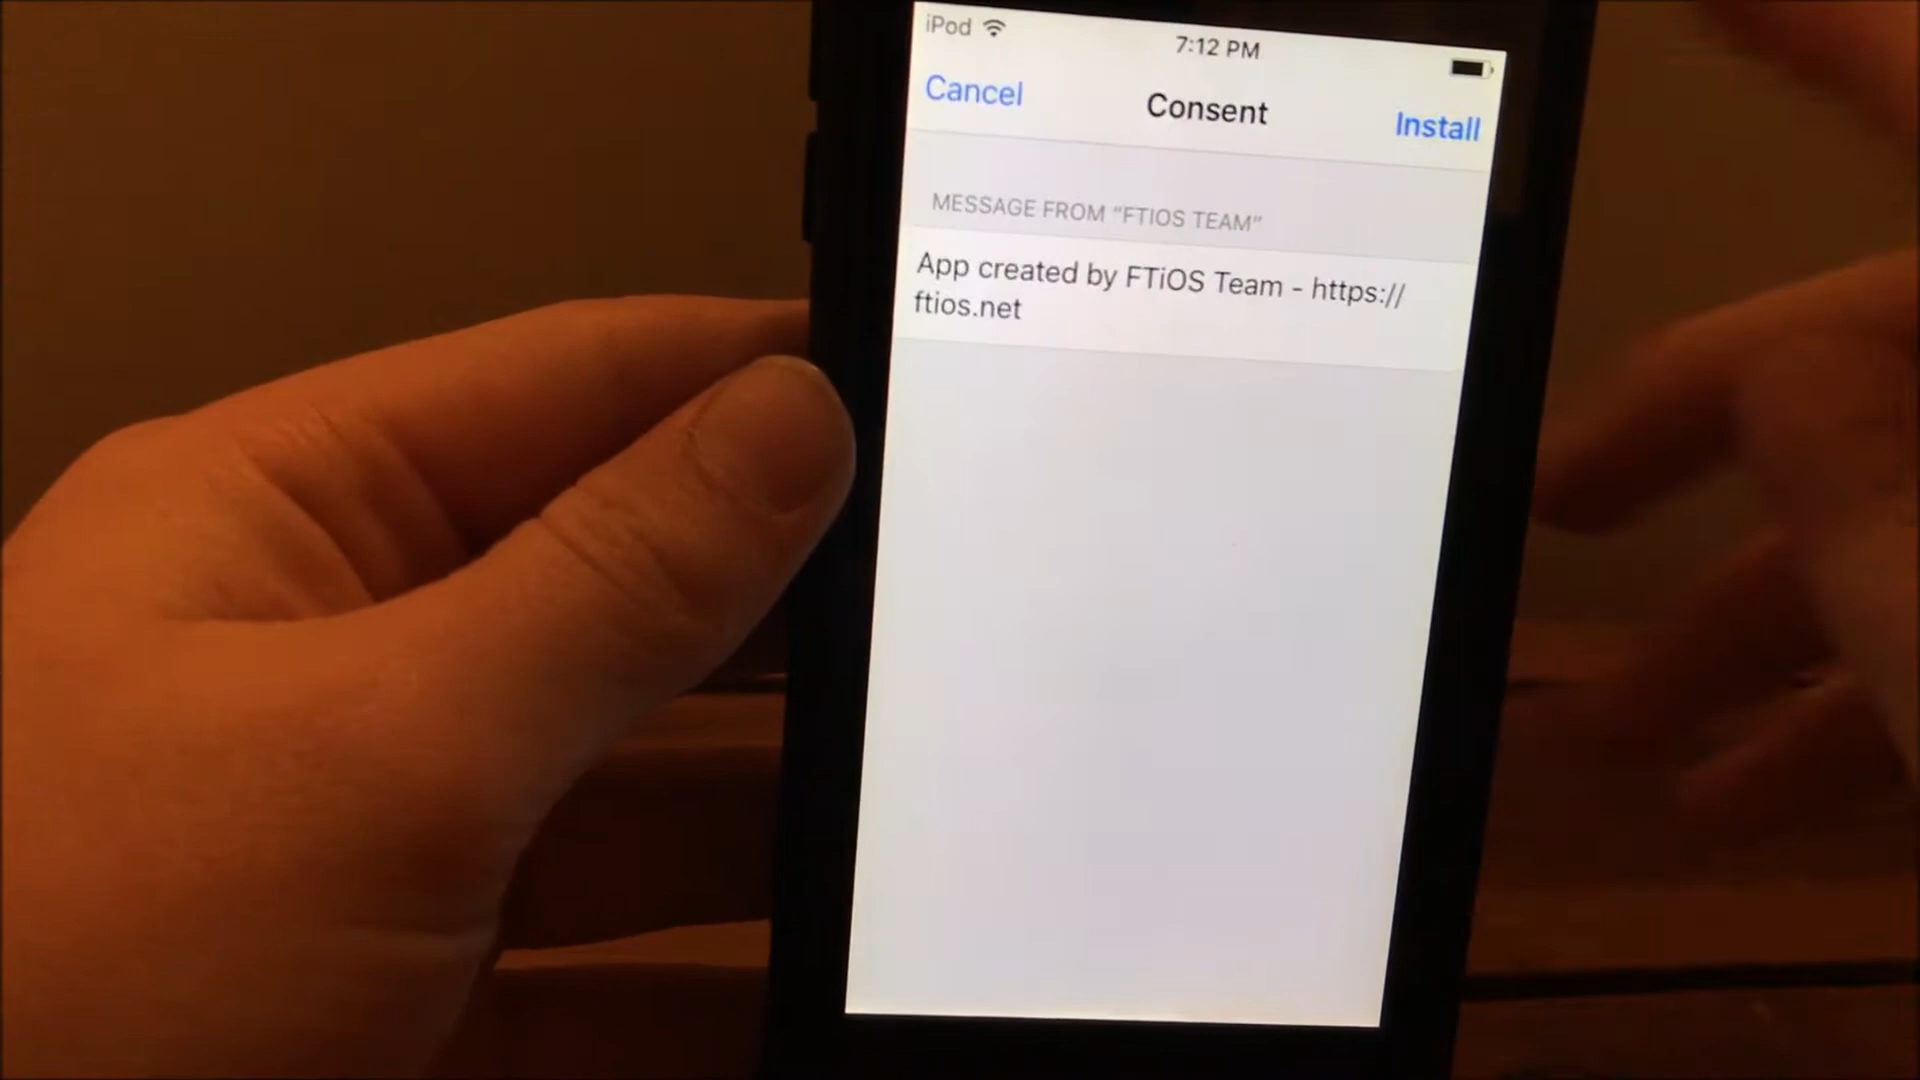 iPod
7:12 PM
Cancel
Consent
Install
MESSAGE FROM “FTIOS TEAM”
App created by FTiOS Team - https://
ftios.net